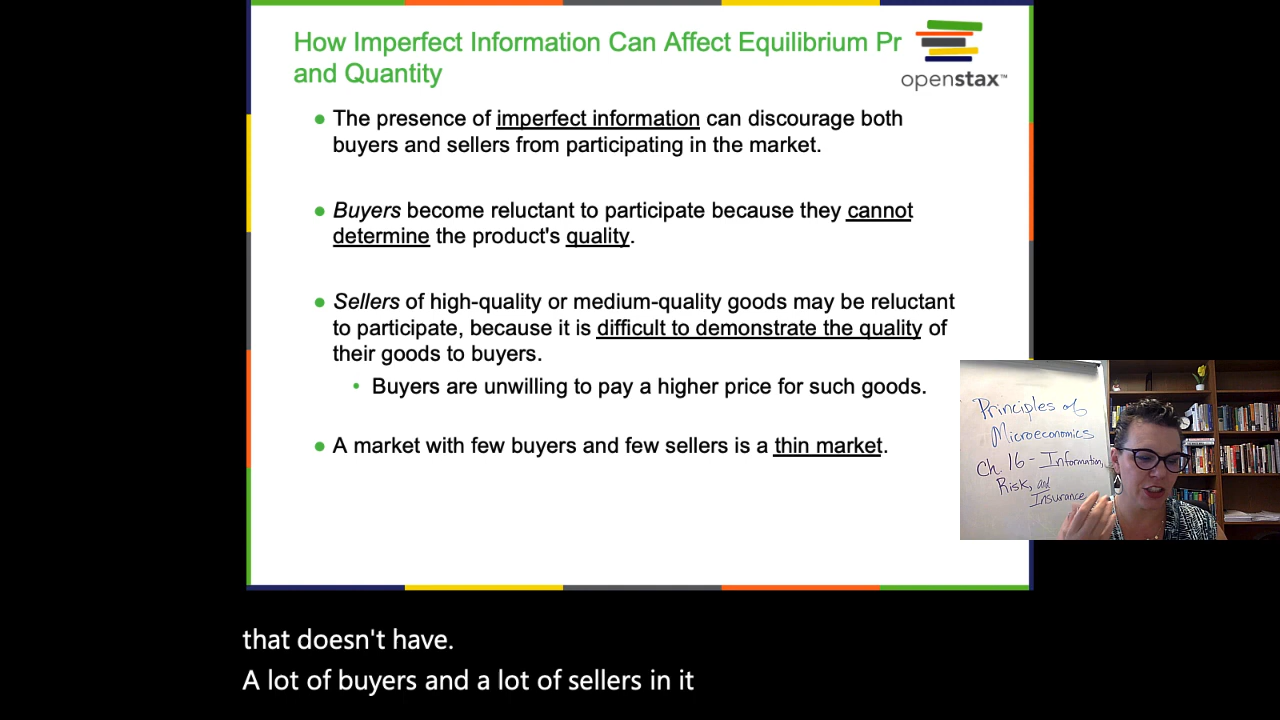 How Imperfect Information Can Affect Equilibrium Pr
and Quantity
openstax™
● The presence of imperfect information can discourage both
buyers and sellers from participating in the market.
● Buyers become reluctant to participate because they cannot
determine the product's quality.
● Sellers of high-quality or medium-quality goods may be reluctant
to participate, because it is difficult to demonstrate the quality of
their goods to buyers.
• Buyers are unwilling to pay a higher price for such goods.
● A market with few buyers and few sellers is a thin market.
Principles of
Microeconomics
Ch. 16 - Information,
Risk, and
Insurance
that doesn't have.
A lot of buyers and a lot of sellers in it